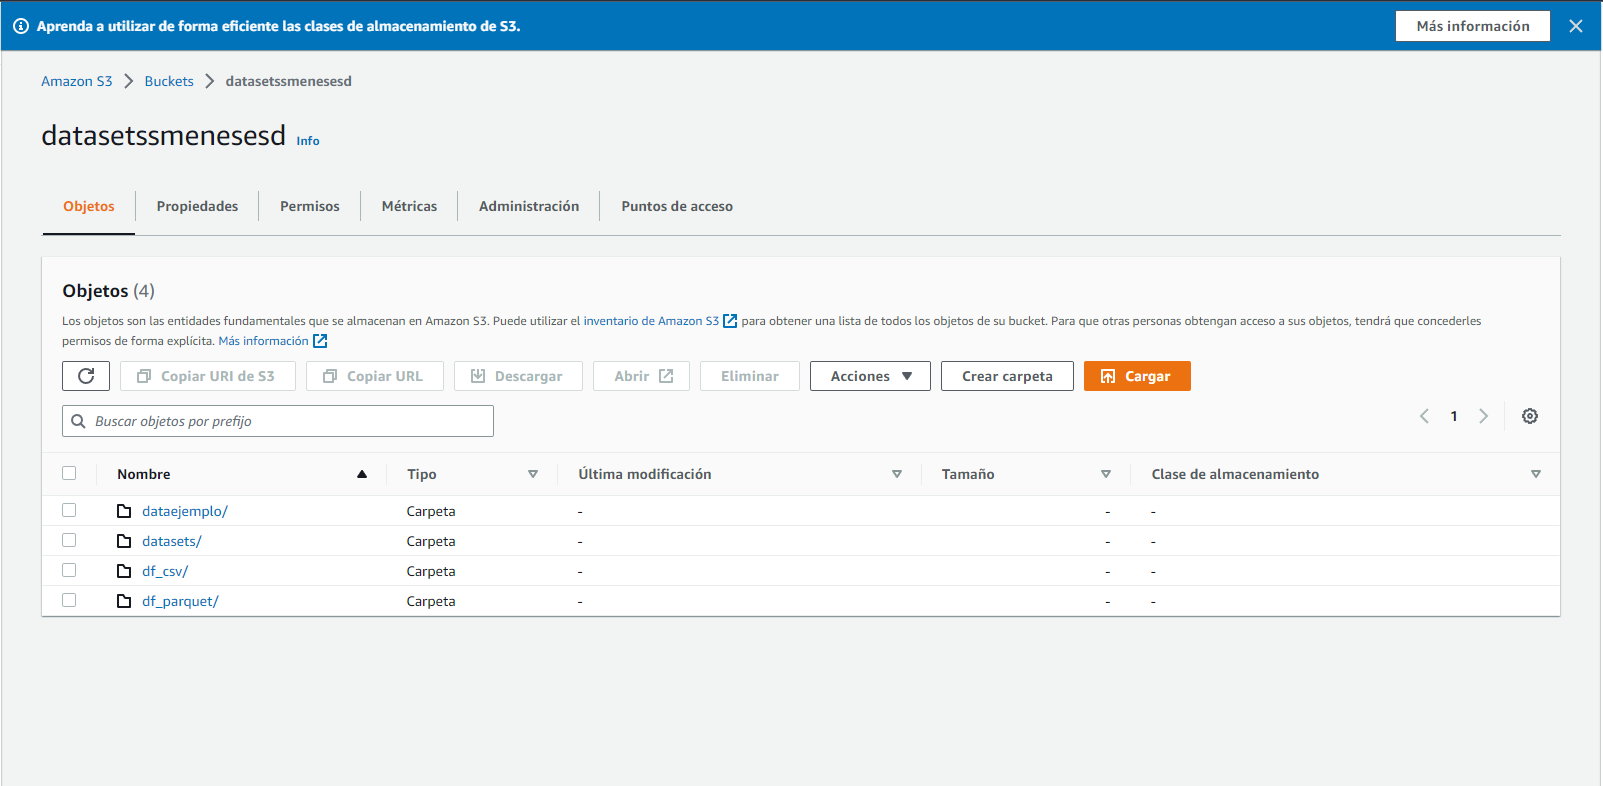 Aprenda a utilizar de forma eficiente las clases de almacenamiento de S3.
Más información
Amazon S3 Buckets datasetssmenesesd
datasetssmenesesd Info
Objetos Propiedades Permisos Métricas Administración Puntos de acceso
Objetos (4)
Los objetos son las entidades fundamentales que se almacenan en Amazon S3. Puede utilizar el inventario de Amazon S3 para obtener una lista de todos los objetos de su bucket. Para que otras personas obtengan acceso a sus objetos, tendrá que concederles
permisos de forma explícita. Más información
Copiar URI de S3 Copiar URL Descargar Abrir Eliminar Acciones Crear carpeta Cargar
Buscar objetos por prefijo
1
Nombre Tipo Última modificación Tamaño Clase de almacenamiento
dataejemplo/ Carpeta - - -
datasets/ Carpeta - - -
df_csv/ Carpeta - - -
df_parquet/ Carpeta - - -